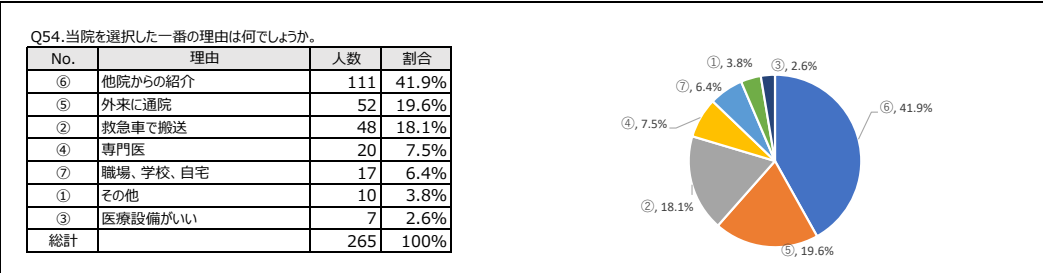 Q54.当院を選択した一番の理由は何でしょうか。
No. 理由 人数 割合
⑥ 他院からの紹介 111 41.9%
⑤ 外来に通院 52 19.6%
② 救急車で搬送 48 18.1%
④ 専門医 20 7.5%
⑦ 職場、学校、自宅 17 6.4%
① その他 10 3.8%
③ 医療設備がいい 7 2.6%
総計 265 100%
①, 3.8%
③, 2.6%
⑦, 6.4%
⑥, 41.9%
④, 7.5%
②, 18.1%
⑤, 19.6%